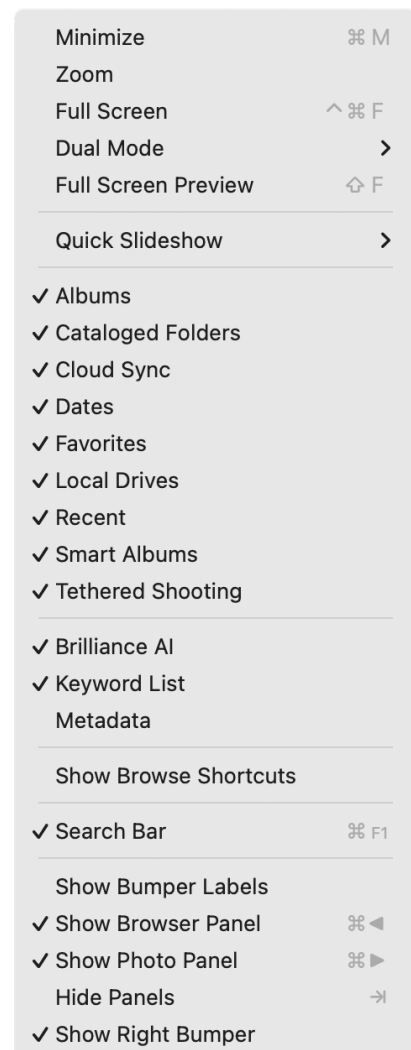 Minimize ⌘ M
Zoom
Full Screen ^ ⌘ F
Dual Mode >
Full Screen Preview ⇧ F
Quick Slideshow >
✓ Albums
✓ Cataloged Folders
✓ Cloud Sync
✓ Dates
✓ Favorites
✓ Local Drives
✓ Recent
✓ Smart Albums
✓ Tethered Shooting
✓ Brilliance AI
✓ Keyword List
Metadata
Show Browse Shortcuts
✓ Search Bar ⌘ F1
Show Bumper Labels
✓ Show Browser Panel ⌘ ◀
✓ Show Photo Panel ⌘ ▶
Hide Panels ⇥
✓ Show Right Bumper